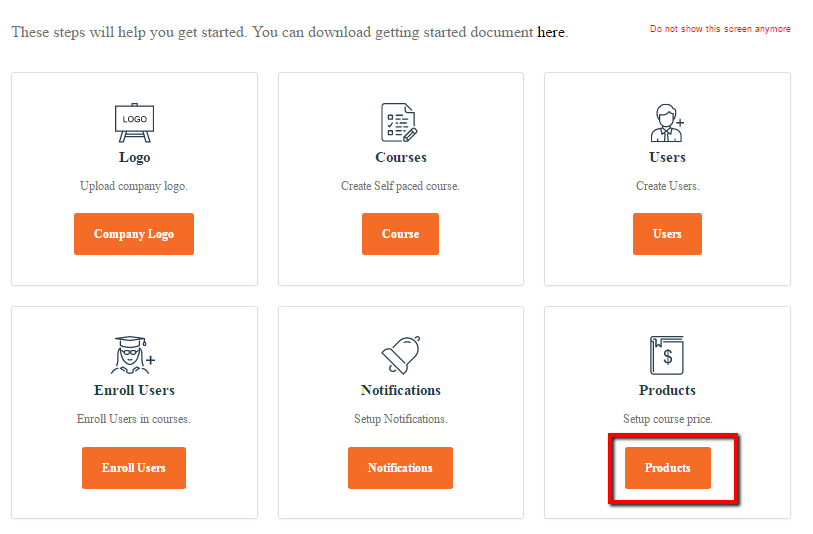 These steps will help you get started. You can download getting started document here.
Do not show this screen anymore
LOGO
Logo
Upload company logo.
Company Logo
Courses
Create Self paced course.
Course
Users
Create Users.
Users
Enroll Users
Enroll Users in courses.
Enroll Users
Notifications
Setup Notifications.
Notifications
$
Products
Setup course price.
Products